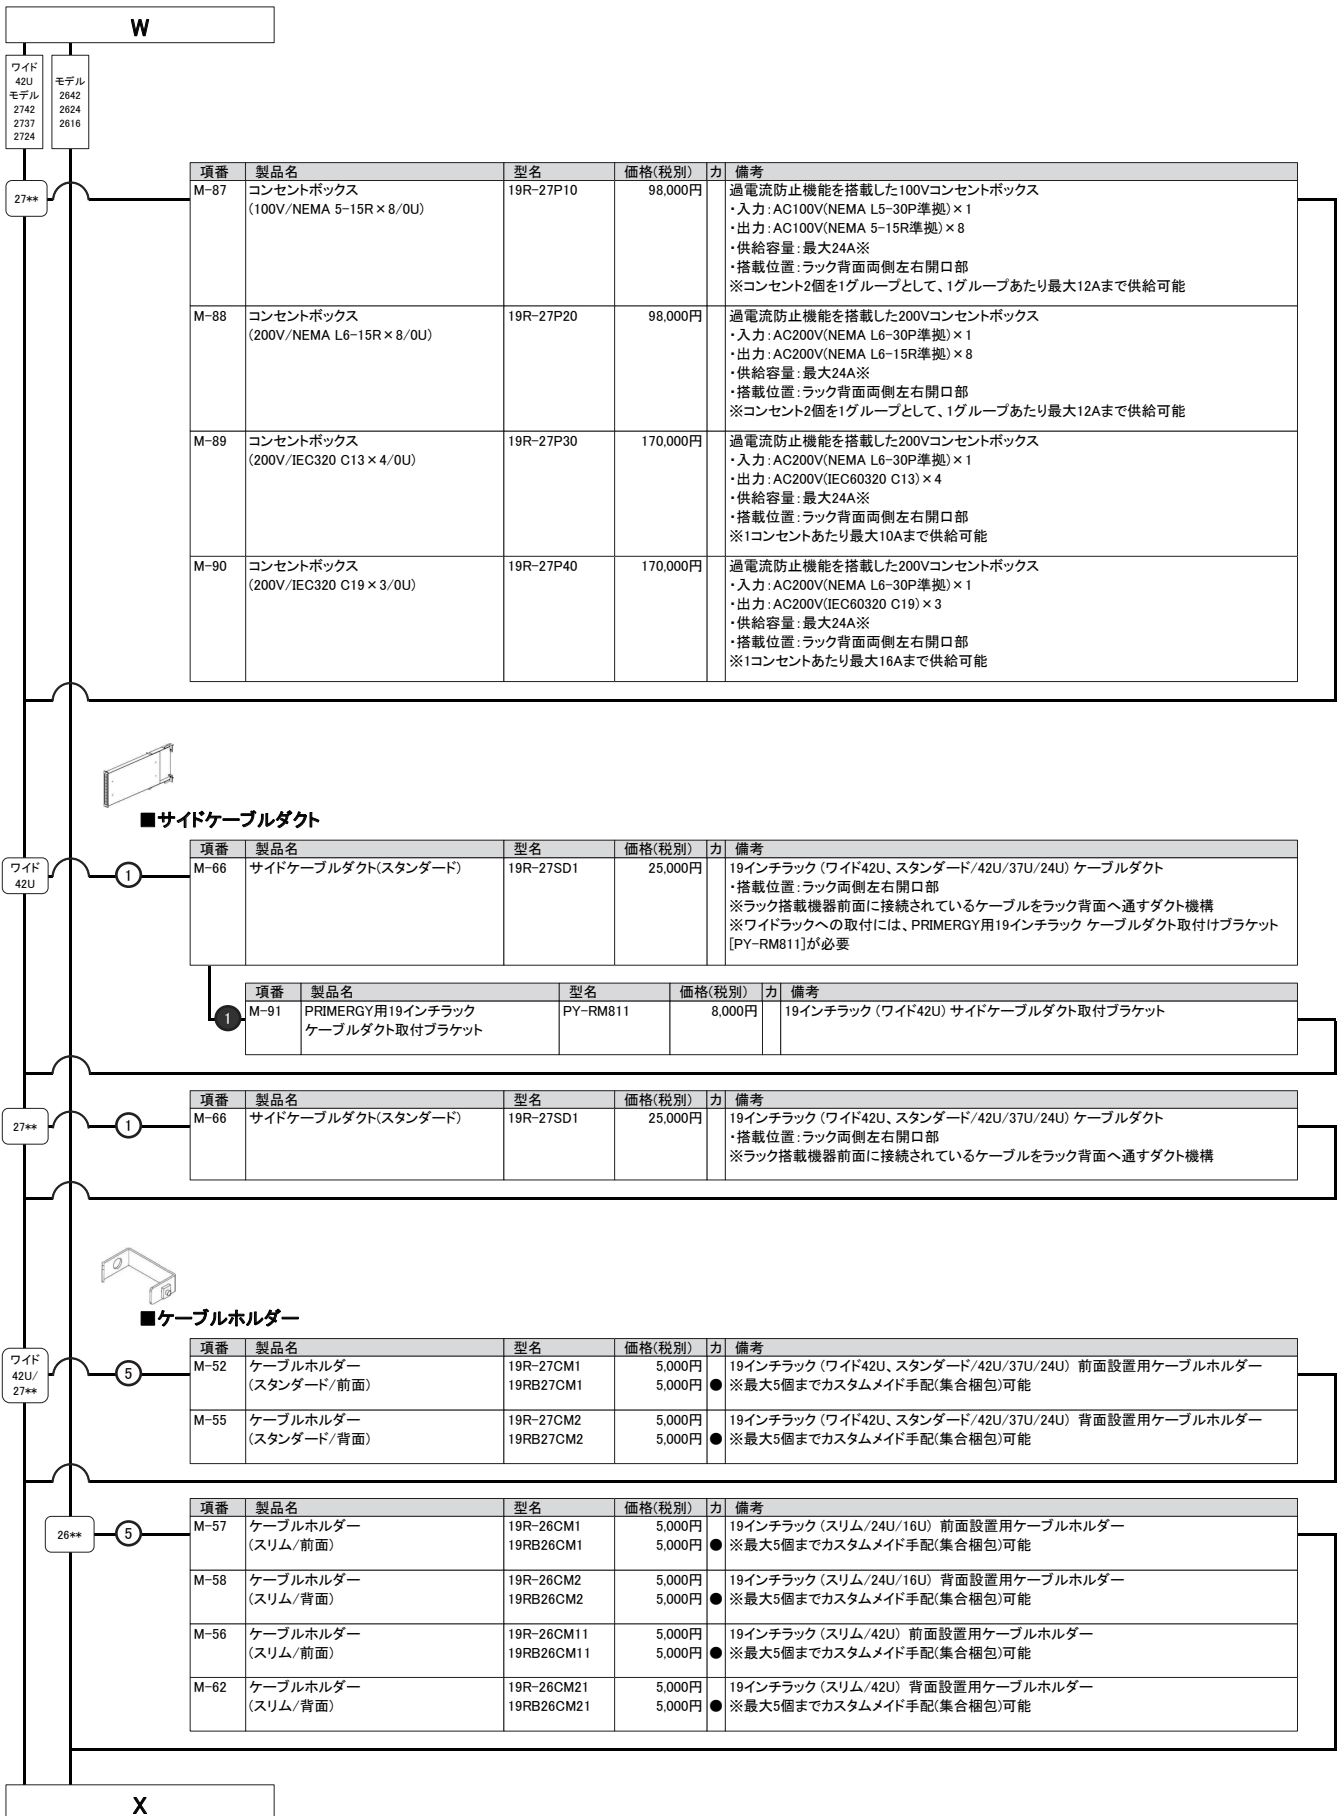 W
ワイド
42U
モデル
2742
2737
2724
モデル
2642
2624
2616
項番 製品名 型名 価格(税別) カ 備考
27**
M-87 コンセントボックス 19R-27P10 98,000円 過電流防止機能を搭載した100Vコンセントボックス
(100V/NEMA 5-15R×8/0U) ・入力:AC100V(NEMA L5-30P準拠)×1
・出力:AC100V(NEMA 5-15R準拠)×8
・供給容量:最大24A※
・搭載位置:ラック背面両側左右開口部
※コンセント2個を1グループとして、1グループあたり最大12Aまで供給可能
M-88 コンセントボックス 19R-27P20 98,000円 過電流防止機能を搭載した200Vコンセントボックス
(200V/NEMA L6-15R×8/0U) ・入力:AC200V(NEMA L6-30P準拠)×1
・出力:AC200V(NEMA L6-15R準拠)×8
・供給容量:最大24A※
・搭載位置:ラック背面両側左右開口部
※コンセント2個を1グループとして、1グループあたり最大12Aまで供給可能
M-89 コンセントボックス 19R-27P30 170,000円 過電流防止機能を搭載した200Vコンセントボックス
(200V/IEC320 C13×4/0U) ・入力:AC200V(NEMA L6-30P準拠)×1
・出力:AC200V(IEC60320 C13)×4
・供給容量:最大24A※
・搭載位置:ラック背面両側左右開口部
※1コンセントあたり最大10Aまで供給可能
M-90 コンセントボックス 19R-27P40 170,000円 過電流防止機能を搭載した200Vコンセントボックス
(200V/IEC320 C19×3/0U) ・入力:AC200V(NEMA L6-30P準拠)×1
・出力:AC200V(IEC60320 C19)×3
・供給容量:最大24A※
・搭載位置:ラック背面両側左右開口部
※1コンセントあたり最大16Aまで供給可能
■サイドケーブルダクト
項番 製品名 型名 価格(税別) カ 備考
ワイド
42U
1
M-66 サイドケーブルダクト(スタンダード) 19R-27SD1 25,000円 19インチラック (ワイド42U、スタンダード/42U/37U/24U) ケーブルダクト
・搭載位置:ラック両側左右開口部
※ラック搭載機器前面に接続されているケーブルをラック背面へ通すダクト機構
※ワイドラックへの取付には、PRIMERGY用19インチラック ケーブルダクト取付けブラケット
[PY-RM811]が必要
項番 製品名 型名 価格(税別) カ 備考
1
M-91 PRIMERGY用19インチラック PY-RM811 8,000円 19インチラック (ワイド42U) サイドケーブルダクト取付ブラケット
ケーブルダクト取付ブラケット
項番 製品名 型名 価格(税別) カ 備考
27**
1
M-66 サイドケーブルダクト(スタンダード) 19R-27SD1 25,000円 19インチラック (ワイド42U、スタンダード/42U/37U/24U) ケーブルダクト
・搭載位置:ラック両側左右開口部
※ラック搭載機器前面に接続されているケーブルをラック背面へ通すダクト機構
■ケーブルホルダー
項番 製品名 型名 価格(税別) カ 備考
ワイド
42U/
27**
5
M-52 ケーブルホルダー 19R-27CM1 5,000円 19インチラック (ワイド42U、スタンダード/42U/37U/24U) 前面設置用ケーブルホルダー
(スタンダード/前面) 19RB27CM1 5,000円 ● ※最大5個までカスタムメイド手配(集合梱包)可能
M-55 ケーブルホルダー 19R-27CM2 5,000円 19インチラック (ワイド42U、スタンダード/42U/37U/24U) 背面設置用ケーブルホルダー
(スタンダード/背面) 19RB27CM2 5,000円 ● ※最大5個までカスタムメイド手配(集合梱包)可能
項番 製品名 型名 価格(税別) カ 備考
26**
5
M-57 ケーブルホルダー 19R-26CM1 5,000円 19インチラック (スリム/24U/16U) 前面設置用ケーブルホルダー
(スリム/前面) 19RB26CM1 5,000円 ● ※最大5個までカスタムメイド手配(集合梱包)可能
M-58 ケーブルホルダー 19R-26CM2 5,000円 19インチラック (スリム/24U/16U) 背面設置用ケーブルホルダー
(スリム/背面) 19RB26CM2 5,000円 ● ※最大5個までカスタムメイド手配(集合梱包)可能
M-56 ケーブルホルダー 19R-26CM11 5,000円 19インチラック (スリム/42U) 前面設置用ケーブルホルダー
(スリム/前面) 19RB26CM11 5,000円 ● ※最大5個までカスタムメイド手配(集合梱包)可能
M-62 ケーブルホルダー 19R-26CM21 5,000円 19インチラック (スリム/42U) 背面設置用ケーブルホルダー
(スリム/背面) 19RB26CM21 5,000円 ● ※最大5個までカスタムメイド手配(集合梱包)可能
X